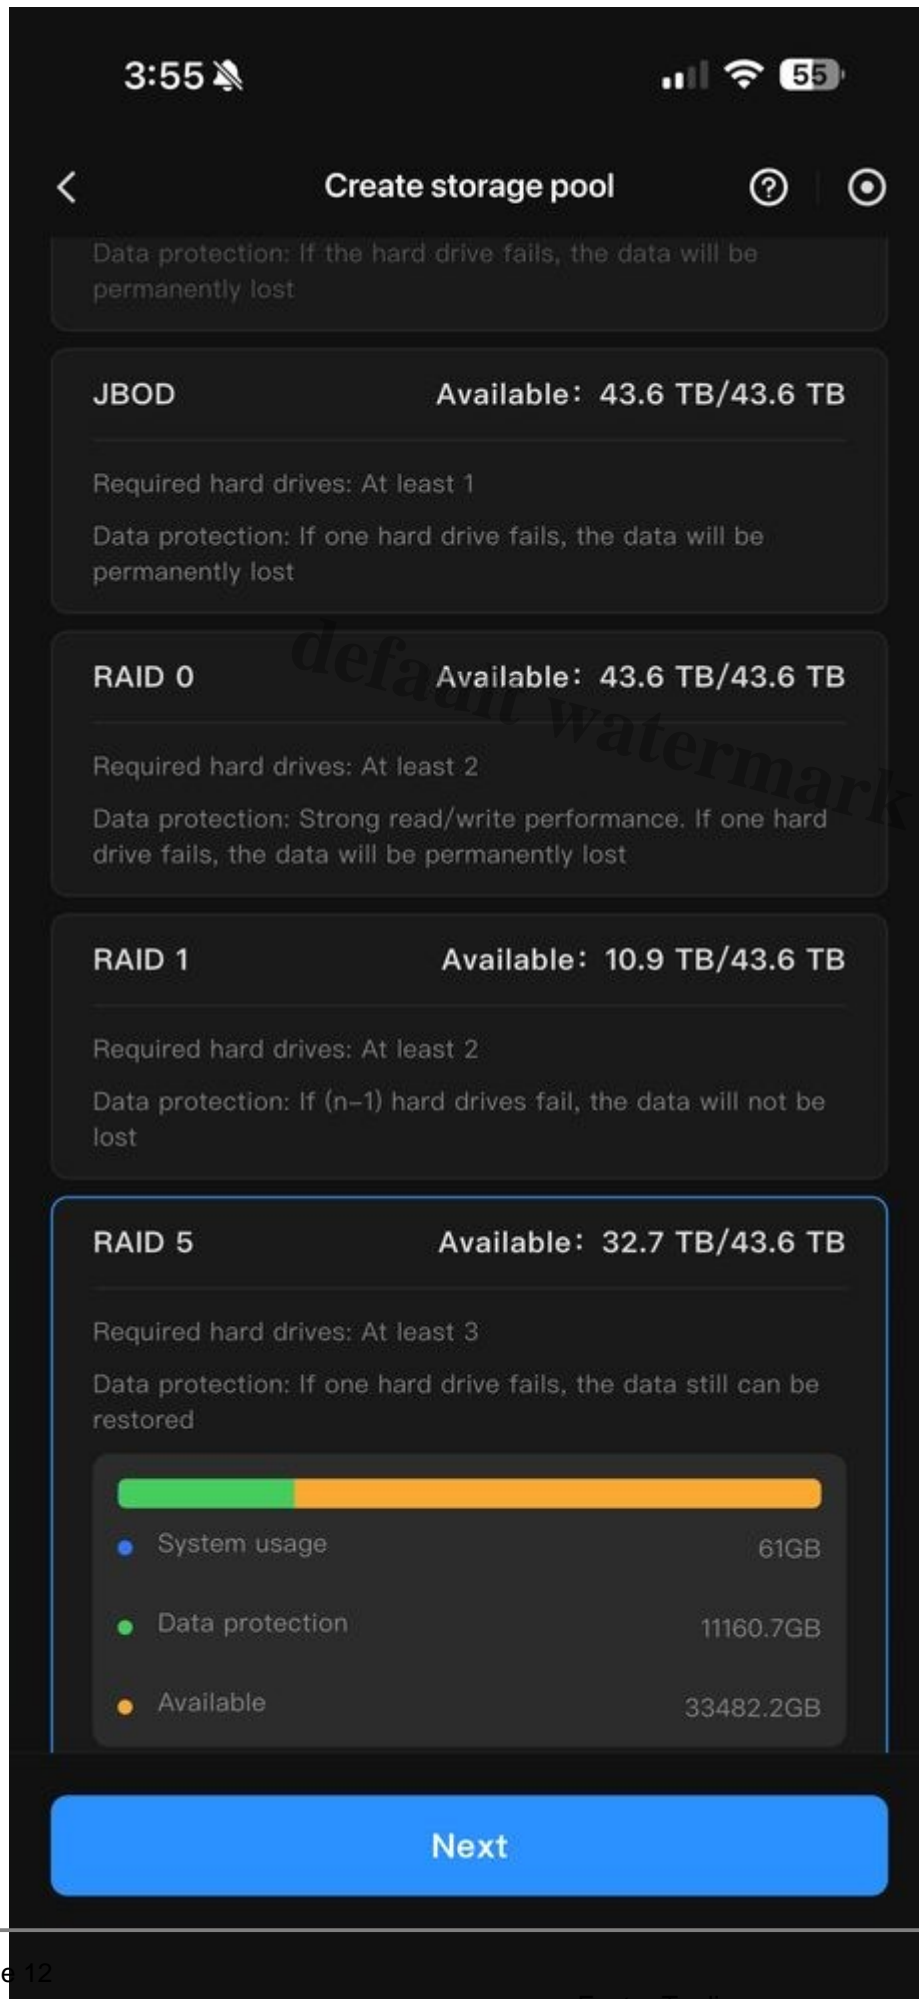 3:55
55
Create storage pool
Data protection: If the hard drive fails, the data will be
permanently lost
JBOD
Available: 43.6 TB/43.6 TB
Required hard drives: At least 1
Data protection: If one hard drive fails, the data will be
permanently lost
default watermark
RAID 0
Available: 43.6 TB/43.6 TB
Required hard drives: At least 2
Data protection: Strong read/write performance. If one hard
drive fails, the data will be permanently lost
RAID 1
Available: 10.9 TB/43.6 TB
Required hard drives: At least 2
Data protection: If (n-1) hard drives fail, the data will not be
lost
RAID 5
Available: 32.7 TB/43.6 TB
Required hard drives: At least 3
Data protection: If one hard drive fails, the data still can be
restored
System usage
61GB
Data protection
11160.7GB
Available
33482.2GB
Next
12